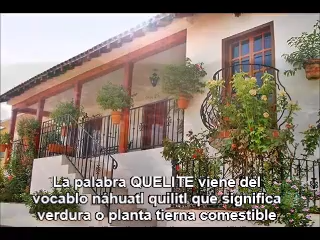 La palabra QUELITE viene del
vocablo náhuatl quilitl que significa
verdura o planta tierna comestible